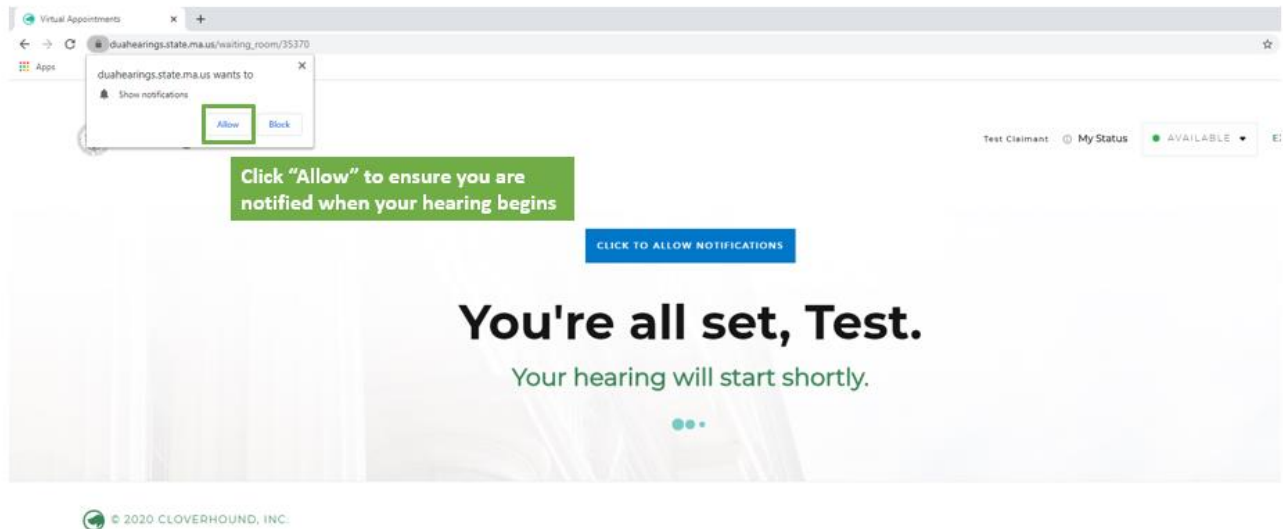 Virtual Appointments
duahearings.state.ma.us/waiting_room/35370
Apps
duahearings.state.ma.us wants to
Show notifications
Allow Block
Test Claimant My Status AVAILABLE
Click “Allow” to ensure you are
notified when your hearing begins
CLICK TO ALLOW NOTIFICATIONS
You're all set, Test.
Your hearing will start shortly.
© 2020 CLOVERHOUND, INC.